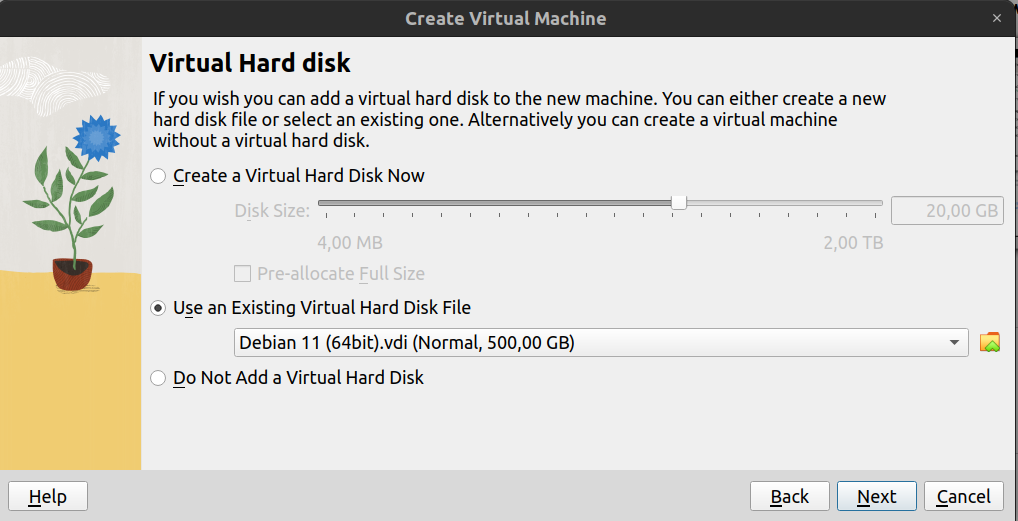 Create Virtual Machine
Virtual Hard disk
If you wish you can add a virtual hard disk to the new machine. You can either create a new
hard disk file or select an existing one. Alternatively you can create a virtual machine
without a virtual hard disk.
Create a Virtual Hard Disk Now
Disk Size:
20,00 GB
4,00 MB
2,00 TB
Pre-allocate Full Size
Use an Existing Virtual Hard Disk File
Debian 11 (64bit).vdi (Normal, 500,00 GB)
Do Not Add a Virtual Hard Disk
Help
Back
Next
Cancel